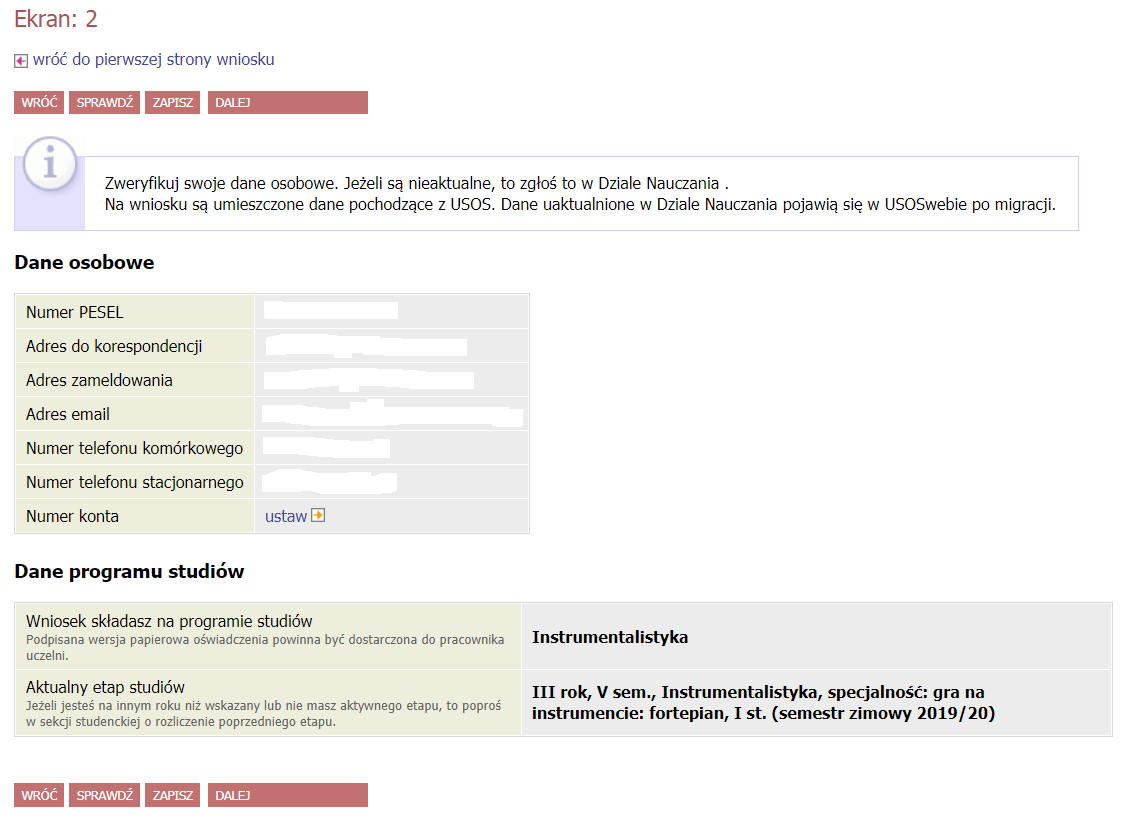 Ekran: 2
wróć do pierwszej strony wniosku
WRÓĆ SPRAWDŹ ZAPISZ DALEJ
Zweryfikuj swoje dane osobowe. Jeżeli są nieaktualne, to zgłoś to w Dziale Nauczania .
Na wniosku są umieszczone dane pochodzące z USOS. Dane uaktualnione w Dziale Nauczania pojawią się w USOSwebie po migracji.
Dane osobowe
Numer PESEL
Adres do korespondencji
Adres zameldowania
Adres email
Numer telefonu komórkowego
Numer telefonu stacjonarnego
Numer konta ustaw
Dane programu studiów
Wniosek składasz na programie studiów
Podpisana wersja papierowa oświadczenia powinna być dostarczona do pracownika
uczelni.
Instrumentalistyka
Aktualny etap studiów
Jeżeli jesteś na innym roku niż wskazany lub nie masz aktywnego etapu, to poproś
w sekcji studenckiej o rozliczenie poprzedniego etapu.
III rok, V sem., Instrumentalistyka, specjalność: gra na
instrumencie: fortepian, I st. (semestr zimowy 2019/20)
WRÓĆ SPRAWDŹ ZAPISZ DALEJ